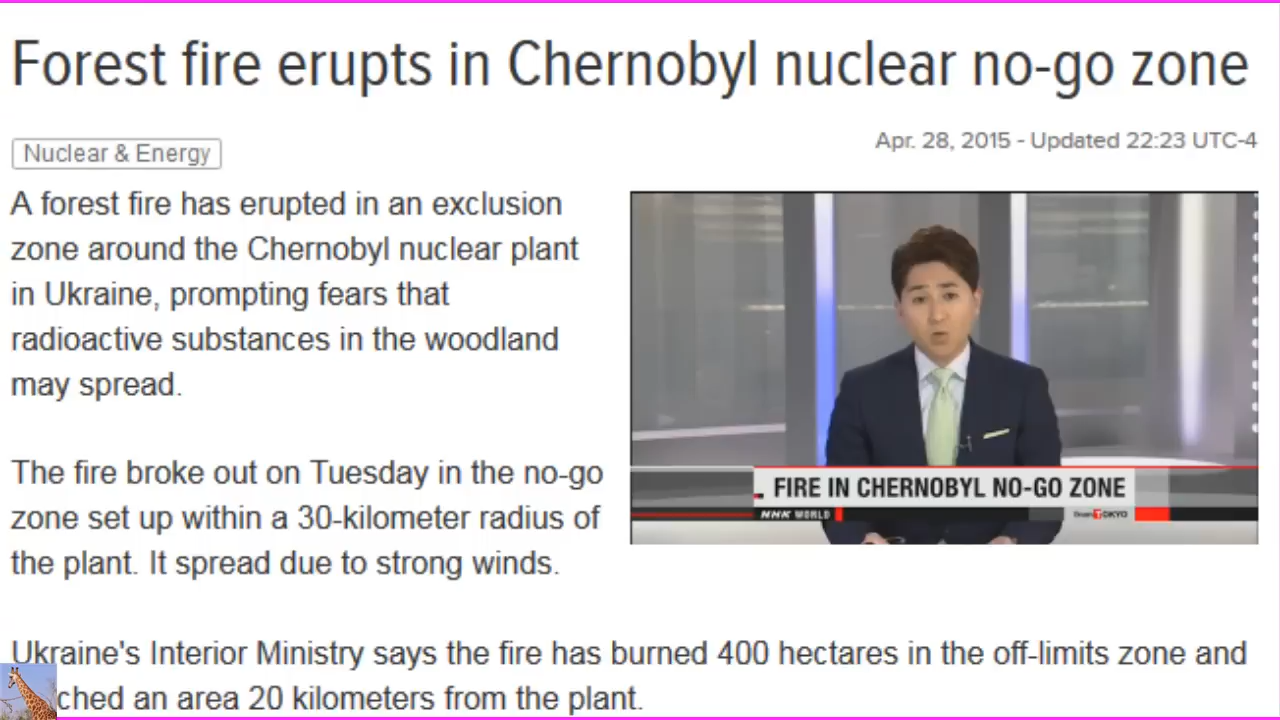 Forest fire erupts in Chernobyl nuclear no-go zone
Nuclear & Energy
Apr. 28, 2015 - Updated 22:23 UTC-4
A forest fire has erupted in an exclusion
zone around the Chernobyl nuclear plant
in Ukraine, prompting fears that
radioactive substances in the woodland
may spread.
The fire broke out on Tuesday in the no-go
zone set up within a 30-kilometer radius of
the plant. It spread due to strong winds.
FIRE IN CHERNOBYL NO-GO ZONE
NHK WORLD
TOKYO
Ukraine's Interior Ministry says the fire has burned 400 hectares in the off-limits zone and
ched an area 20 kilometers from the plant.